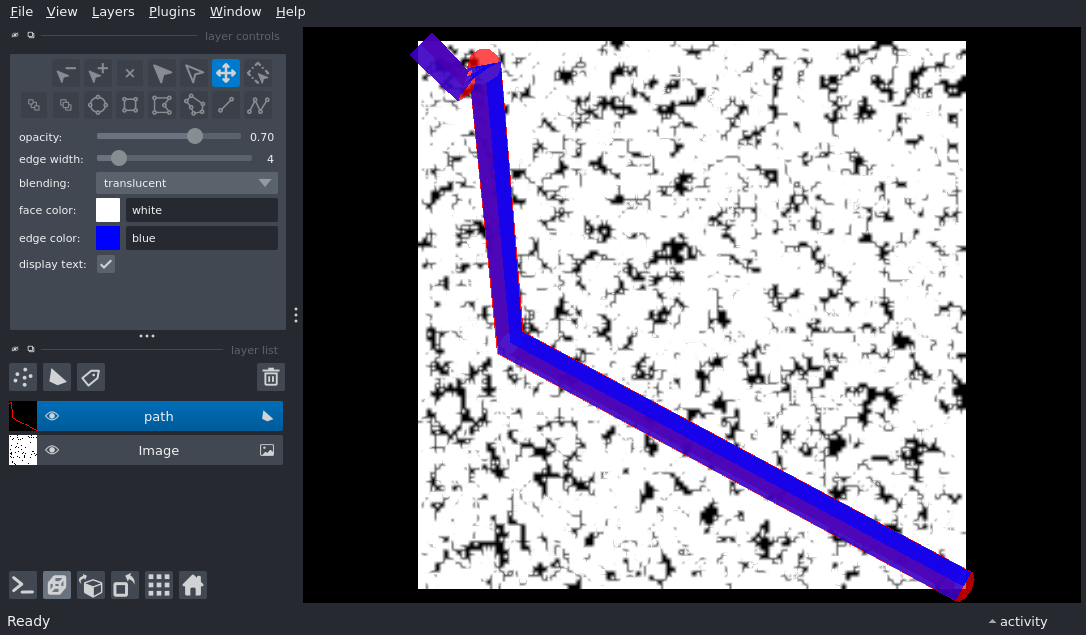 File View Layers Plugins Window Help
layer controls
opacity: 0.70
edge width: 4
blending: translucent
face color: white
edge color: blue
display text:
layer list
path
Image
Ready
activity